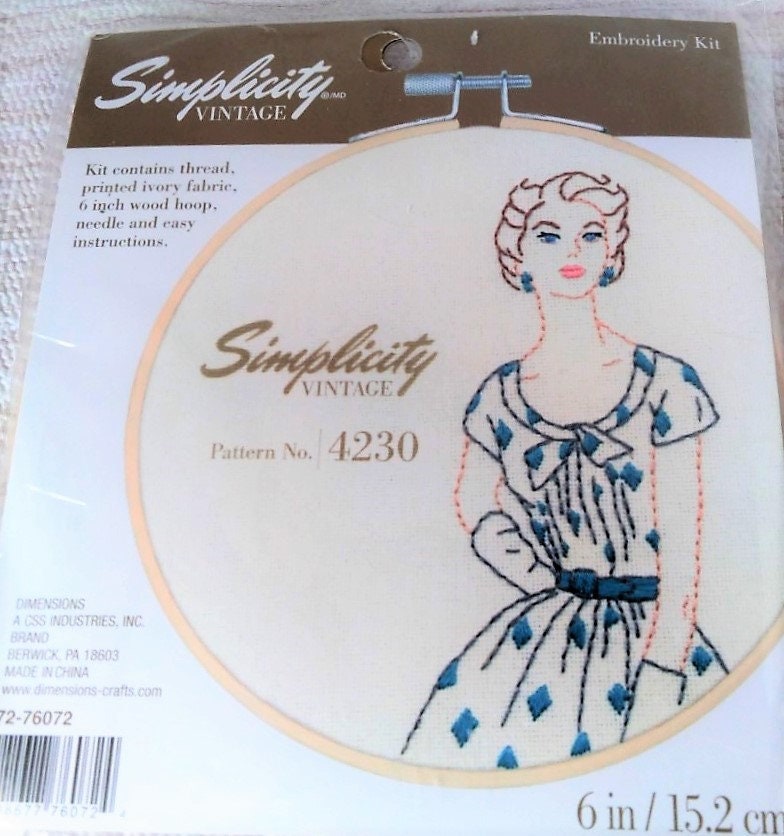 Embroidery Kit
Simplicity ®/MD
VINTAGE
Kit contains thread,
printed ivory fabric,
6 inch wood hoop,
needle and easy
instructions.
Simplicity
VINTAGE
Pattern No. | 4230
DIMENSIONS
A CSS INDUSTRIES, INC.
BRAND
BERWICK, PA 18603
MADE IN CHINA
www.dimensions-crafts.com
72-76072
76072 4
6 in / 15.2 cm